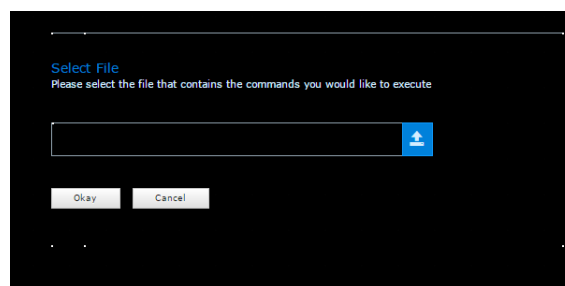 Select File
Please select the file that contains the commands you would like to execute
Okay Cancel